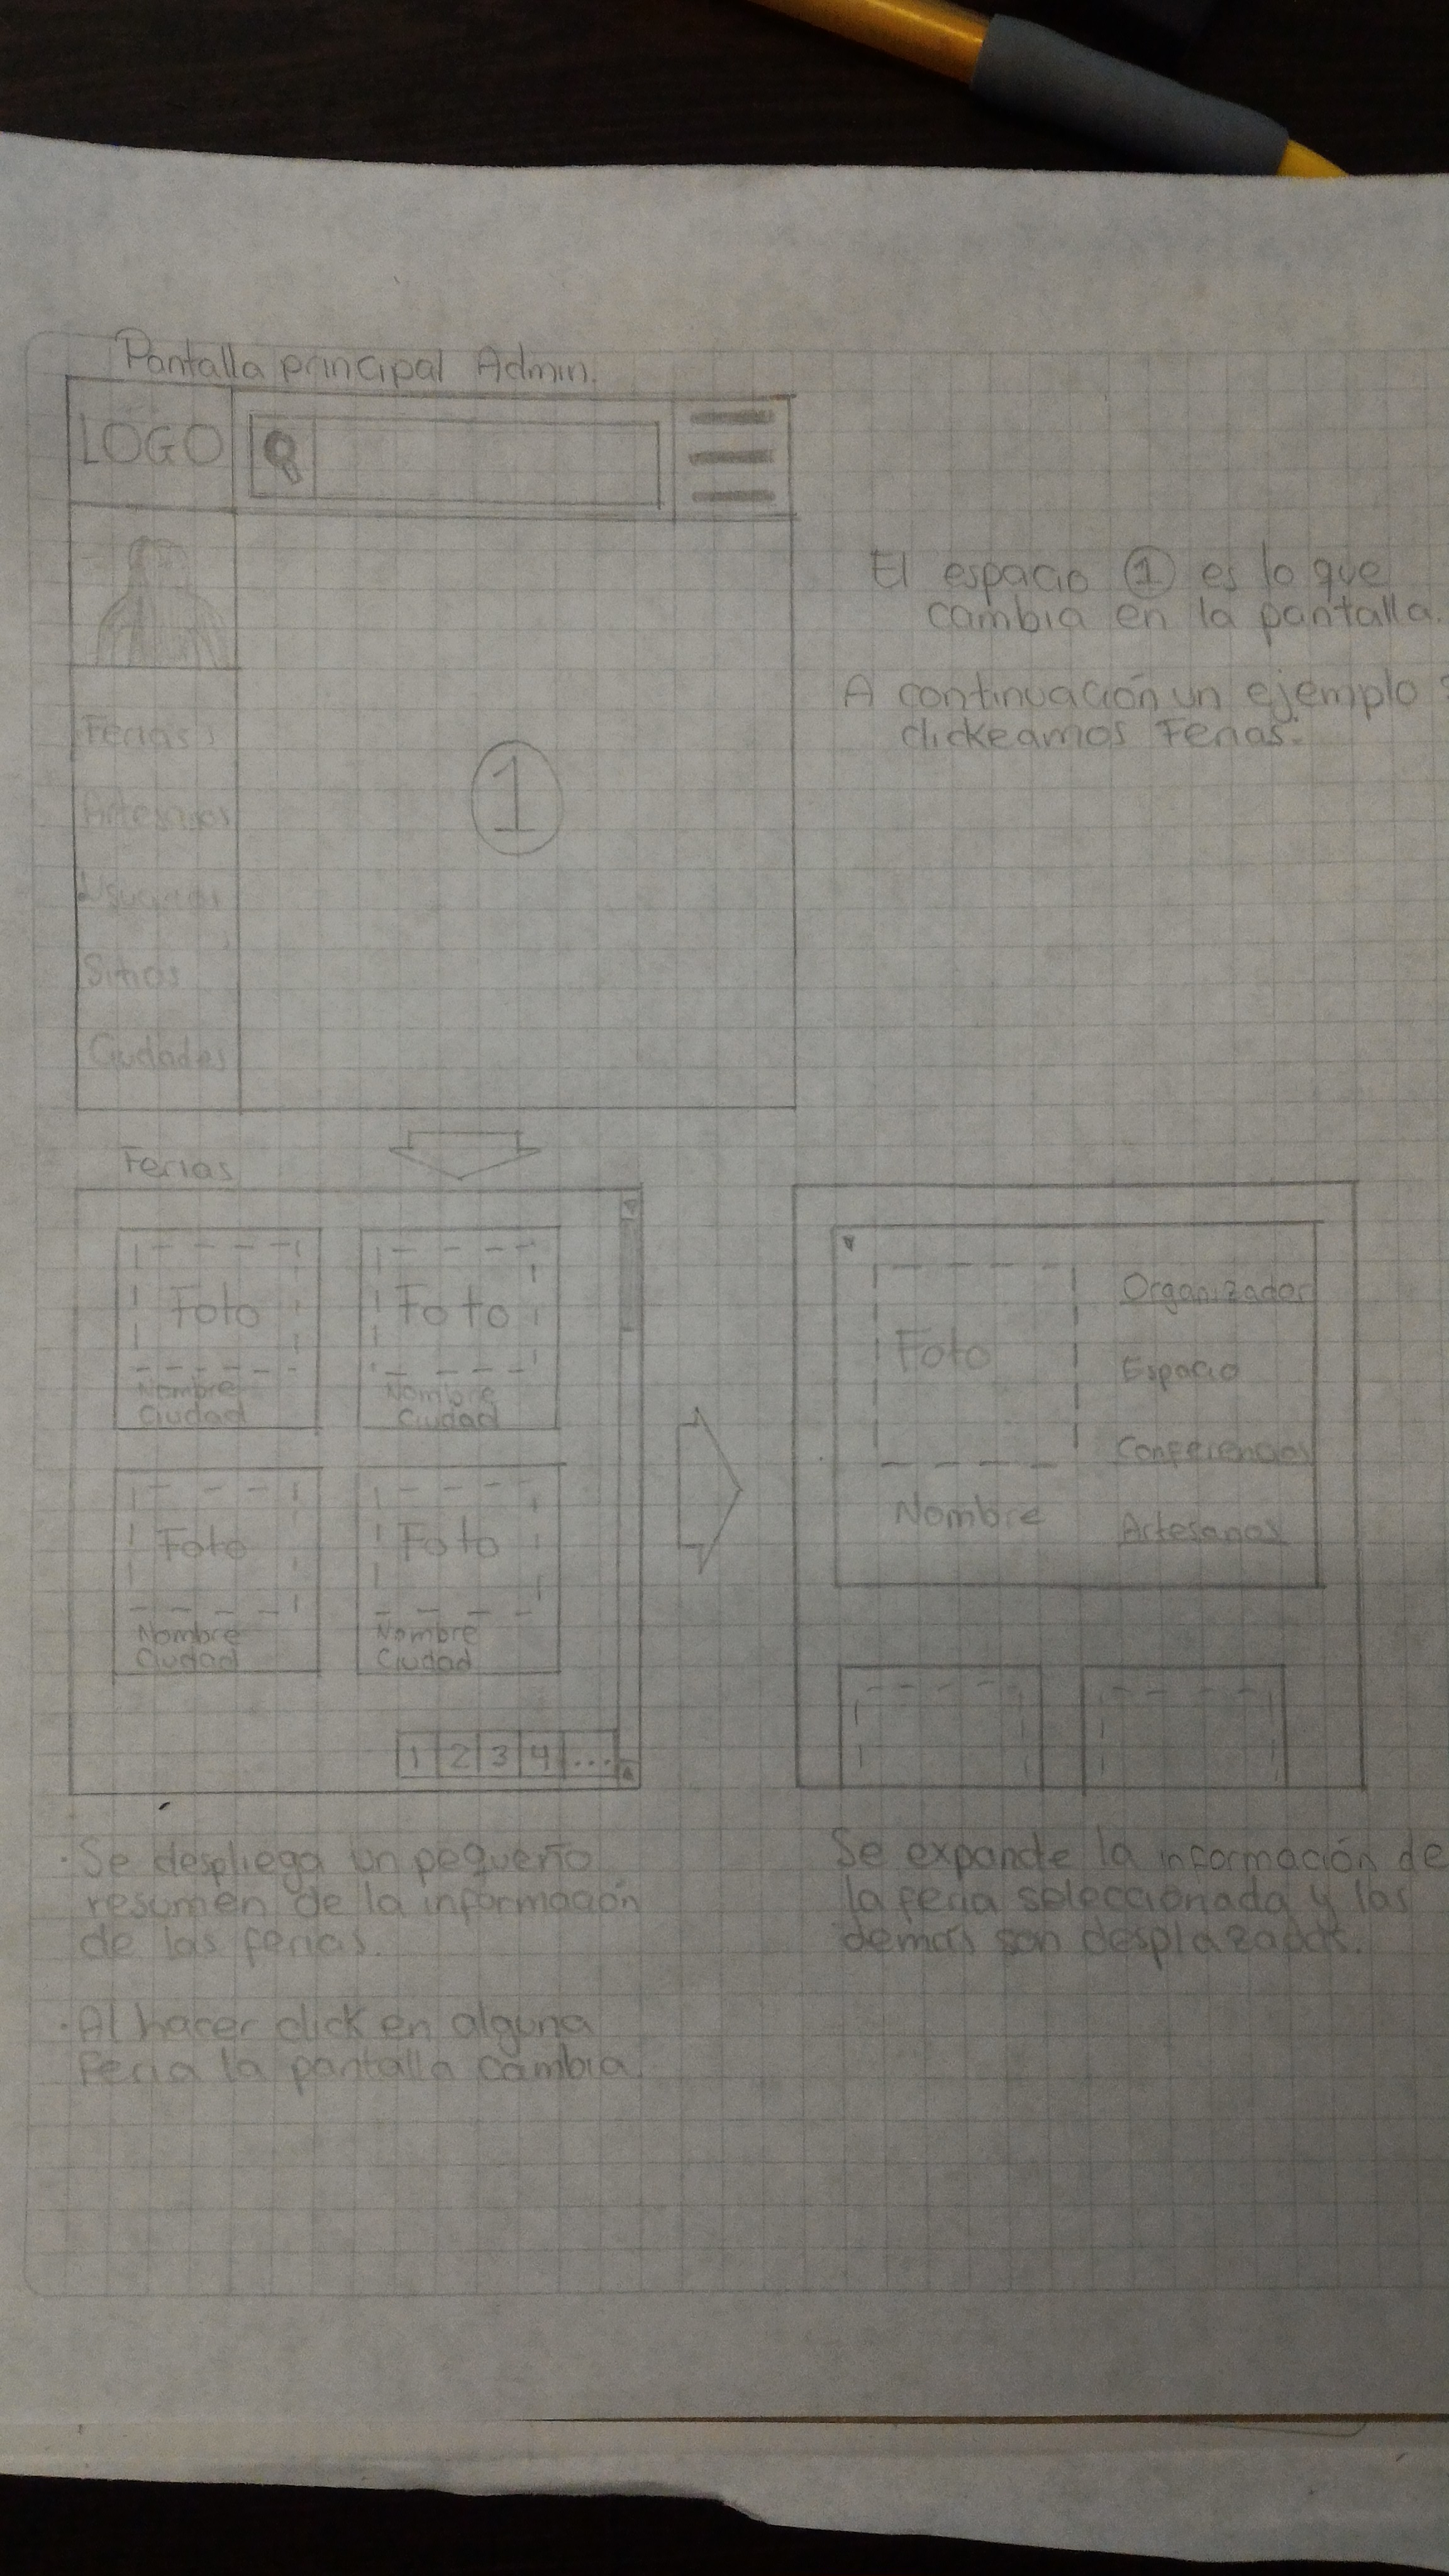 Pantalla principal Admin.
LOGO
Ferias
Artesanos
Usuarios
Sitios
Ciudades
1
El espacio 1 es lo que
cambia en la pantalla.
A continuación un ejemplo
clickeamos Ferias.
Ferias
Foto
Nombre
Ciudad
Foto
Nombre
Ciudad
Foto
Nombre
Ciudad
Foto
Nombre
Ciudad
1 2 3 4 ...
Foto
Nombre
Organizador
Espacio
Conferencias
Artesanos
· Se despliega un pequeño
resumen de la información
de las ferias.
· Al hacer click en alguna
feria la pantalla cambia
Se expande la información de
la feria seleccionada y las
demás son desplazadas.